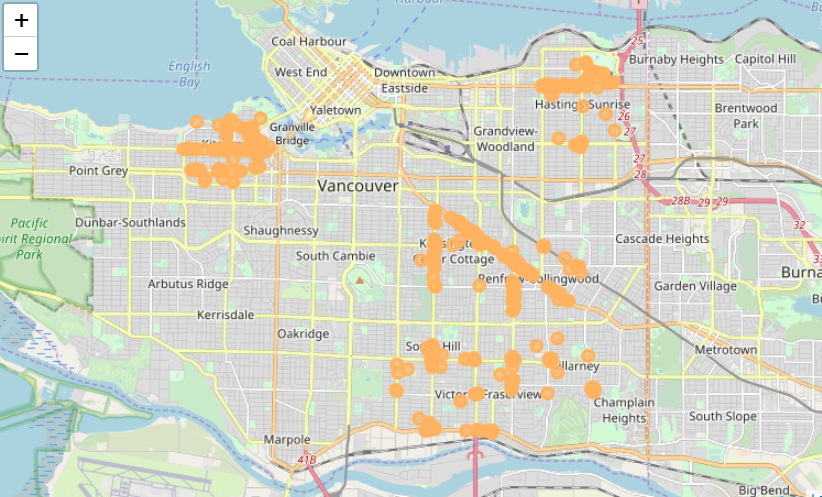 +
−
Harbour
25
Coal Harbour
English
Bay
West End
Downtown
Eastside
Burnaby Heights
Capitol Hill
Yaletown
Hastings-Sunrise
Brentwood
Park
Granville
Bridge
Grandview-
Woodland
26
27
27
28
Point Grey
Vancouver
28B
29
29
32
Pacific
Spirit Regional
Park
Dunbar-Southlands
Shaughnessy
Cascade Heights
South Cambie
Cedar Cottage
Renfrew-Collingwood
Burna
Arbutus Ridge
Garden Village
Kerrisdale
Oakridge
Metrotown
Killarney
Victoria-Fraserview
Champlain
Heights
South Slope
Marpole
41B
Big Bend